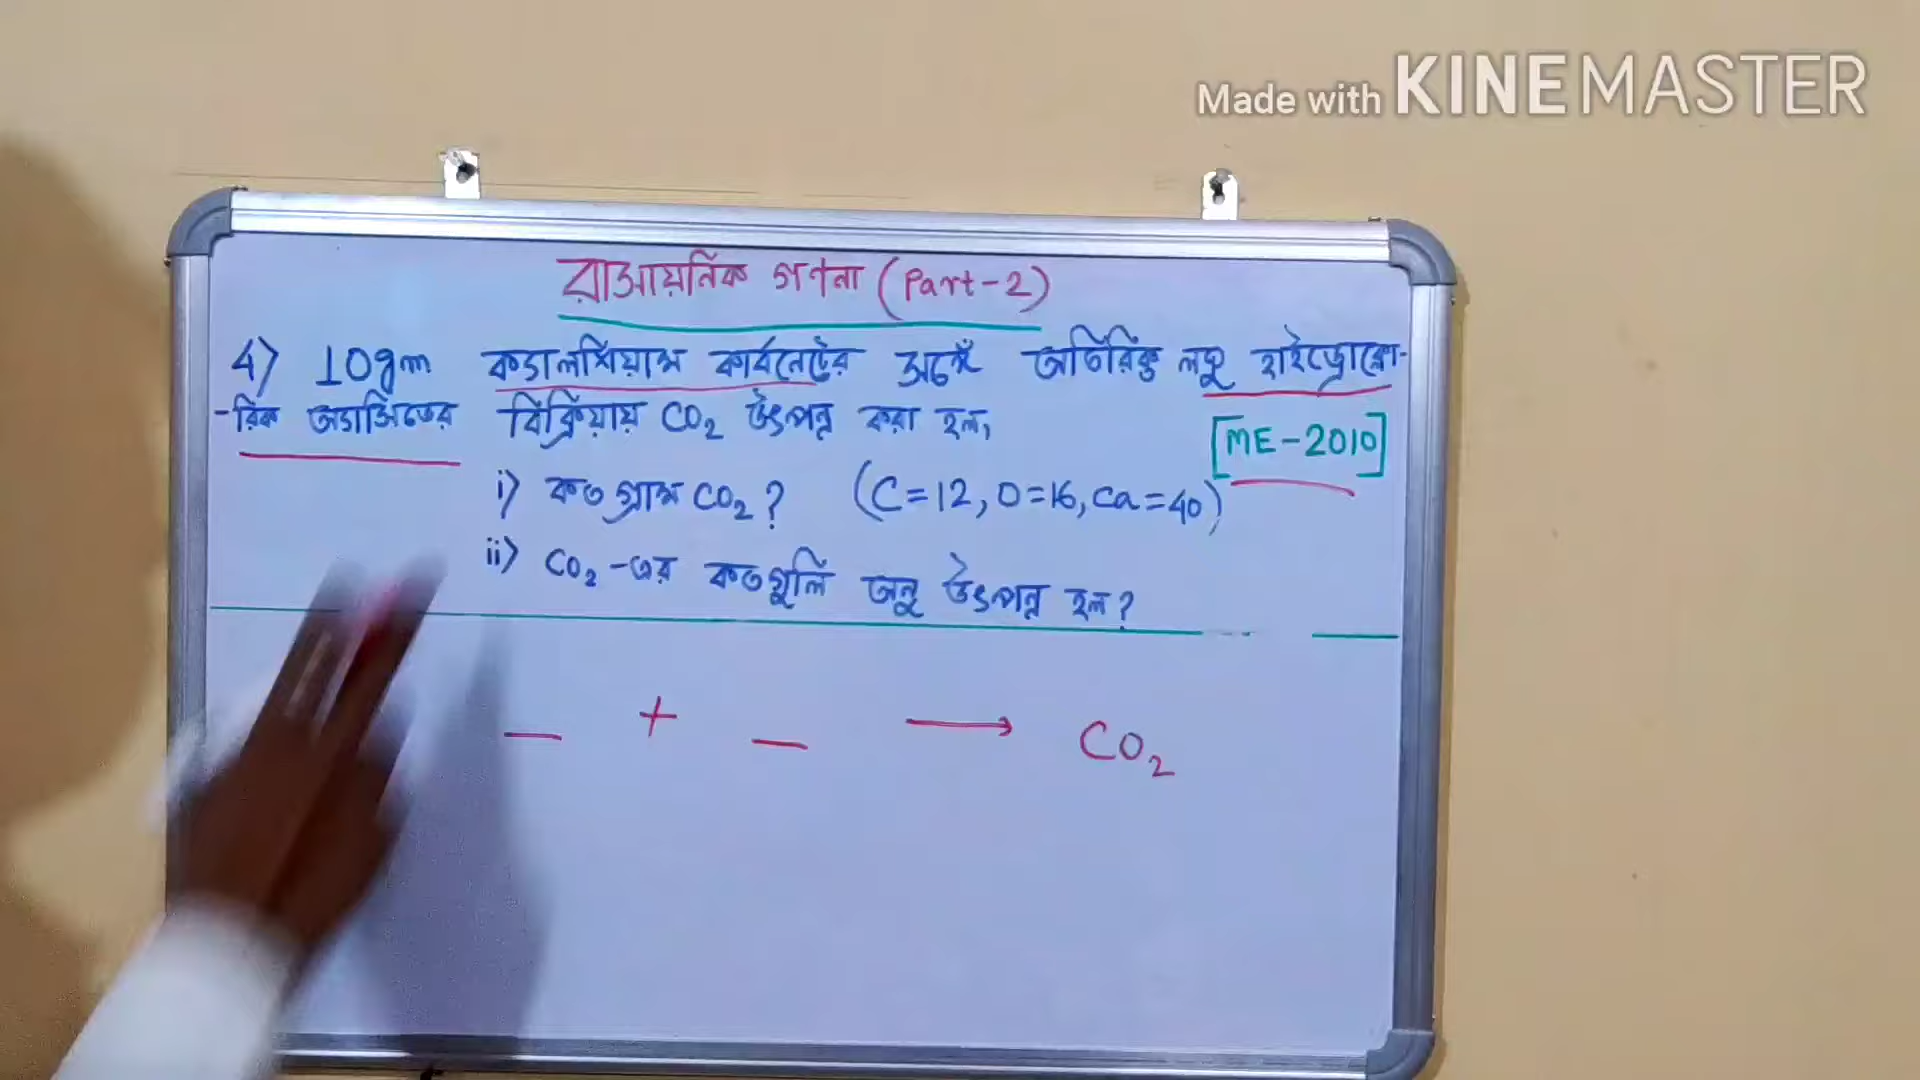 Made with KINEMASTER
রাসায়নিক গণনা (Part-2)
4) 10gm ক্যালশিয়াম কার্বনেটের সঙ্গে অতিরিক্ত লঘু হাইড্রোক্লো-
-রিক অ্যাসিডের বিক্রিয়ায় CO₂ উৎপন্ন করা হল,
[ME-2010]
i) কত গ্রাম CO₂? (C=12, O=16, Ca=40)
ii) CO₂-এর কতগুলি অনু উৎপন্ন হল?
_ + _ ⟶ CO₂